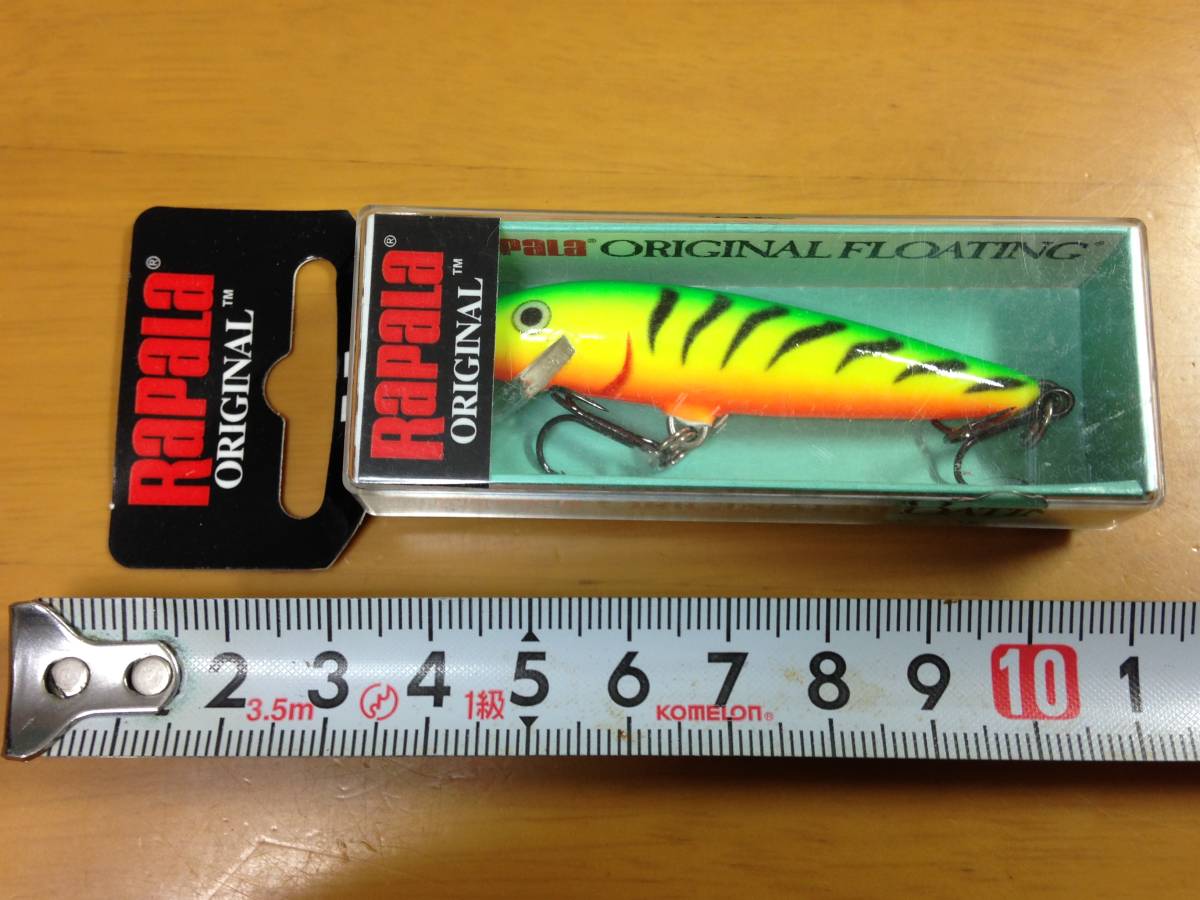 RAPALA®
ORIGINAL™
RAPALA®
ORIGINAL™
pala® ORIGINAL FLOATING®
2 3 4 5 6 7 8 9 10 1
3.5m 1級 KOMELON®